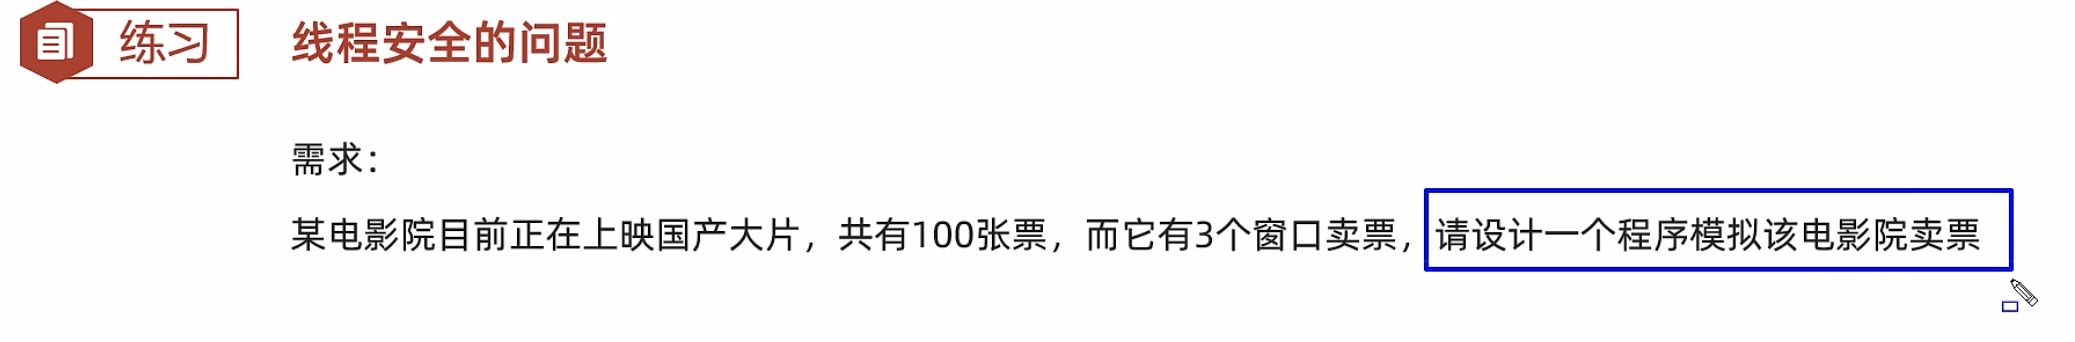 练习
线程安全的问题
需求：
某电影院目前正在上映国产大片，共有100张票，而它有3个窗口卖票，请设计一个程序模拟该电影院卖票